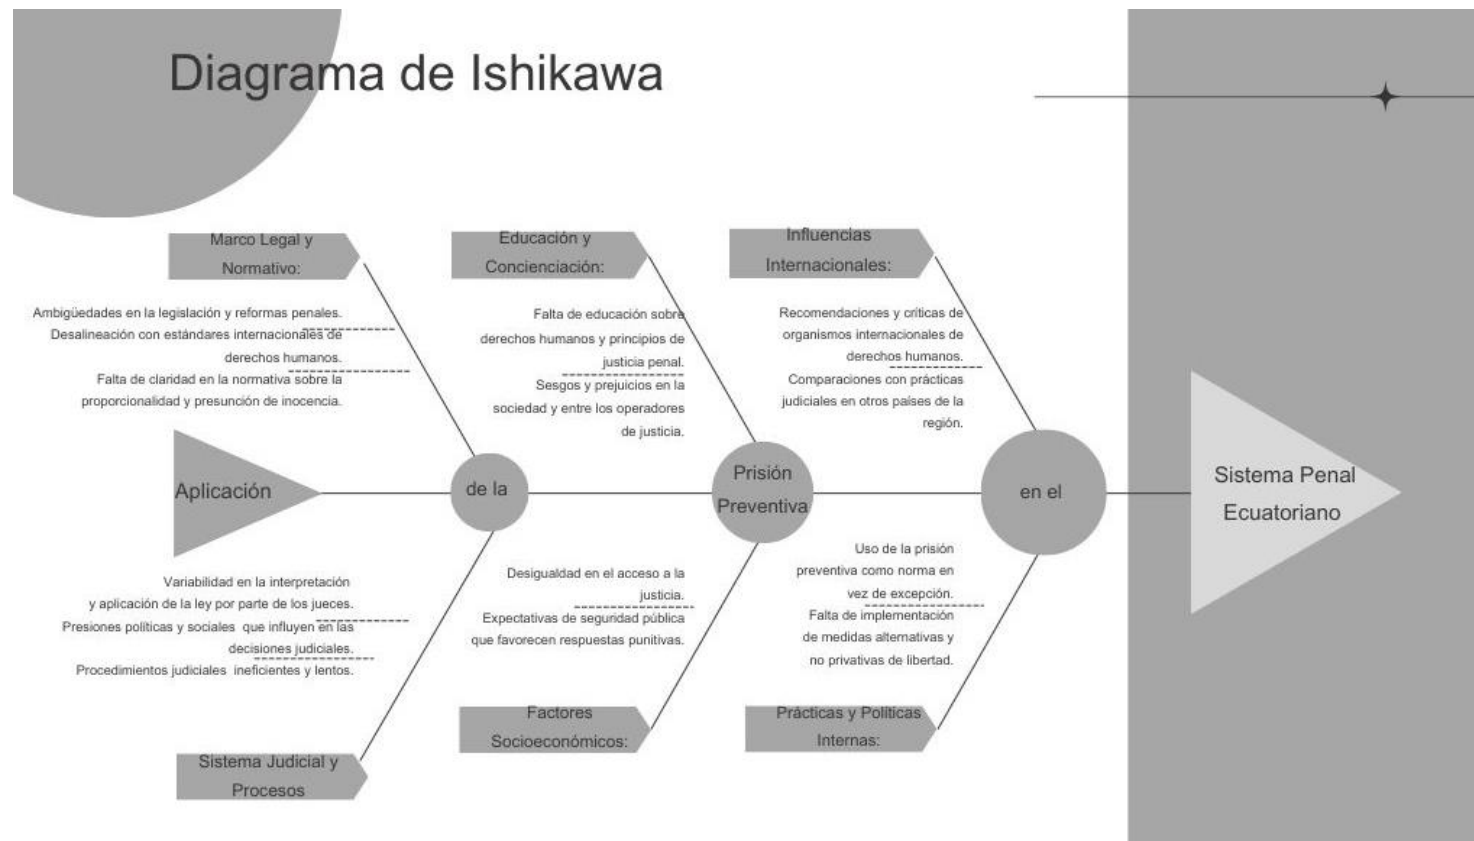 Diagrama de Ishikawa
Marco Legal y
Normativo:
Ambigüedades en la legislación y reformas penales.
Desalineación con estándares internacionales de
derechos humanos.
Falta de claridad en la normativa sobre la
proporcionalidad y presunción de inocencia.
Educación y
Concienciación:
Falta de educación sobre
derechos humanos y principios de
justicia penal.
Sesgos y prejuicios en la
sociedad y entre los operadores
de justicia.
Influencias
Internacionales:
Recomendaciones y críticas de
organismos internacionales de
derechos humanos.
Comparaciones con prácticas
judiciales en otros países de la
región.
Aplicación
de la
Prisión
Preventiva
en el
Sistema Penal
Ecuatoriano
Variabilidad en la interpretación
y aplicación de la ley por parte de los jueces.
Presiones políticas y sociales  que influyen en las
decisiones judiciales.
Procedimientos judiciales  ineficientes y lentos.
Sistema Judicial y
Procesos
Desigualdad en el acceso a la
justicia.
Expectativas de seguridad pública
que favorecen respuestas punitivas.
Factores
Socioeconómicos:
Uso de la prisión
preventiva como norma en
vez de excepción.
Falta de implementación
de medidas alternativas y
no privativas de libertad.
Prácticas y Políticas
Internas: